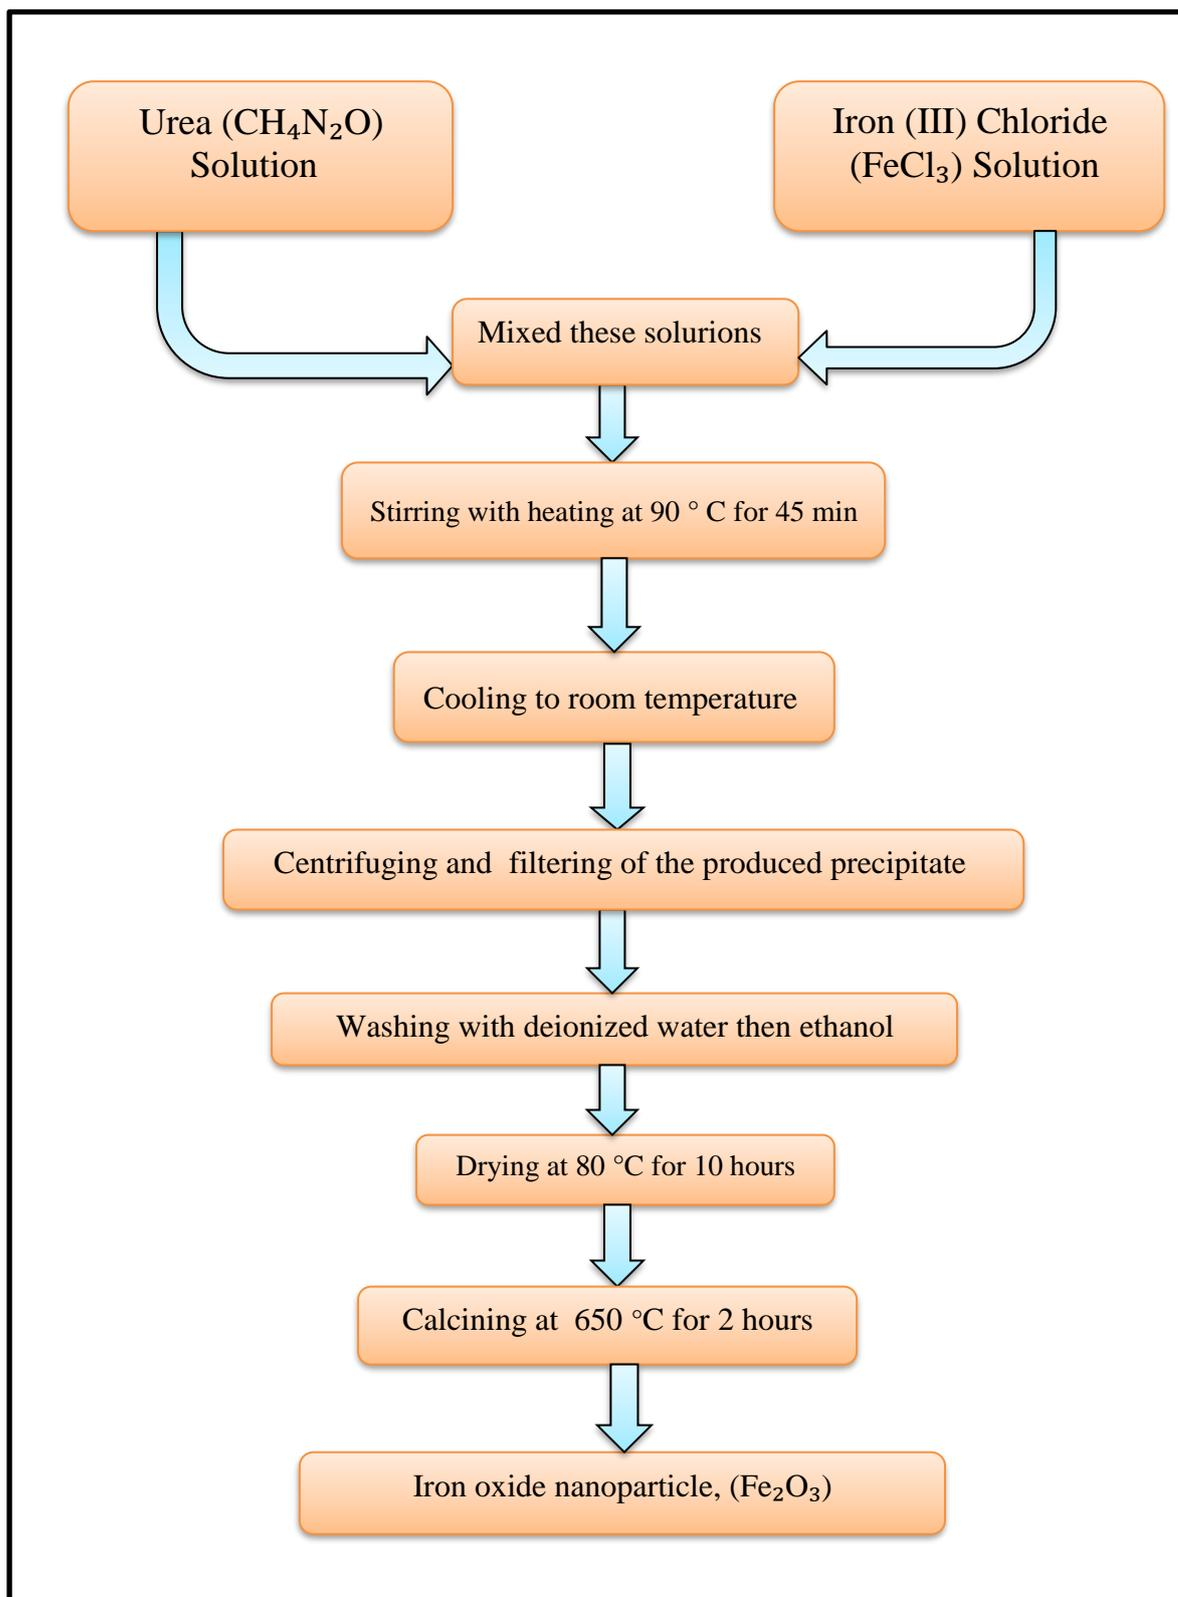 Urea (CH₄N₂O)
Solution
Iron (III) Chloride
(FeCl₃) Solution
Mixed these solurions
Stirring with heating at 90 ° C for 45 min
Cooling to room temperature
Centrifuging and  filtering of the produced precipitate
Washing with deionized water then ethanol
Drying at 80 °C for 10 hours
Calcining at  650 °C for 2 hours
Iron oxide nanoparticle, (Fe₂O₃)